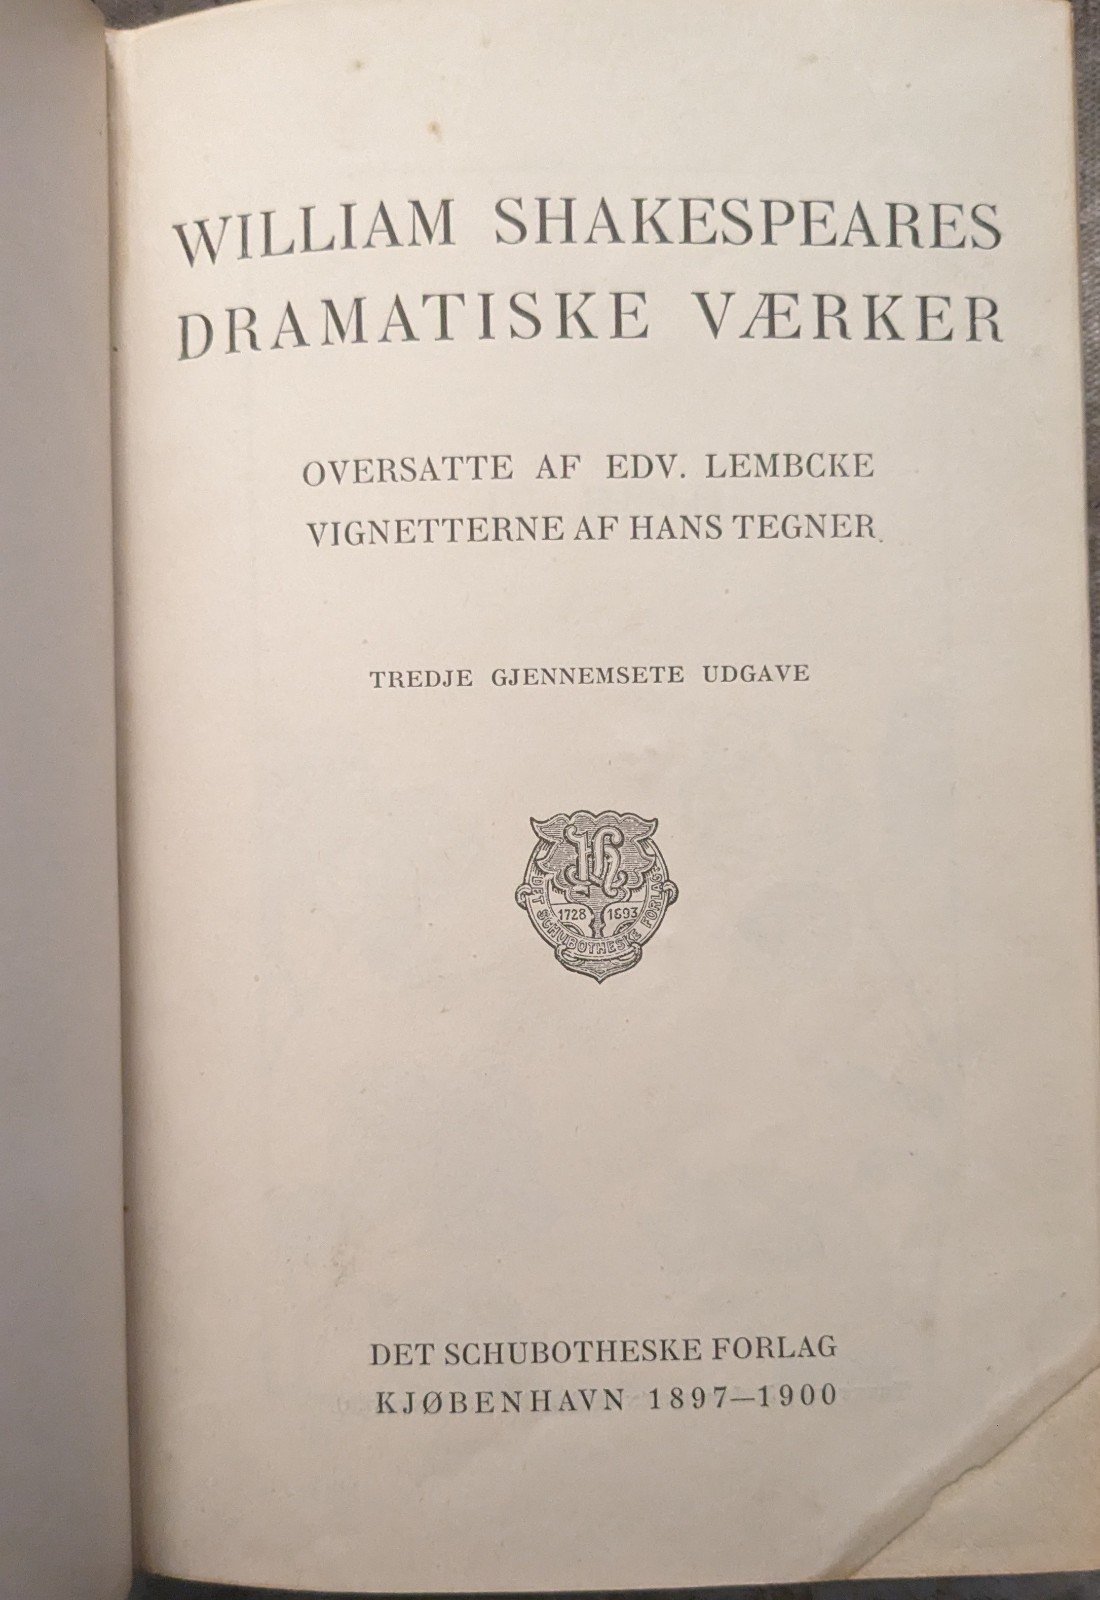 WILLIAM SHAKESPEARES
DRAMATISKE VÆRKER
OVERSATTE AF EDV. LEMBCKE
VIGNETTERNE AF HANS TEGNER
TREDJE GJENNEMSETE UDGAVE
1728 1893
DET SCHUBOTHESKE FORLAG
DET SCHUBOTHESKE FORLAG
KJØBENHAVN 1897—1900